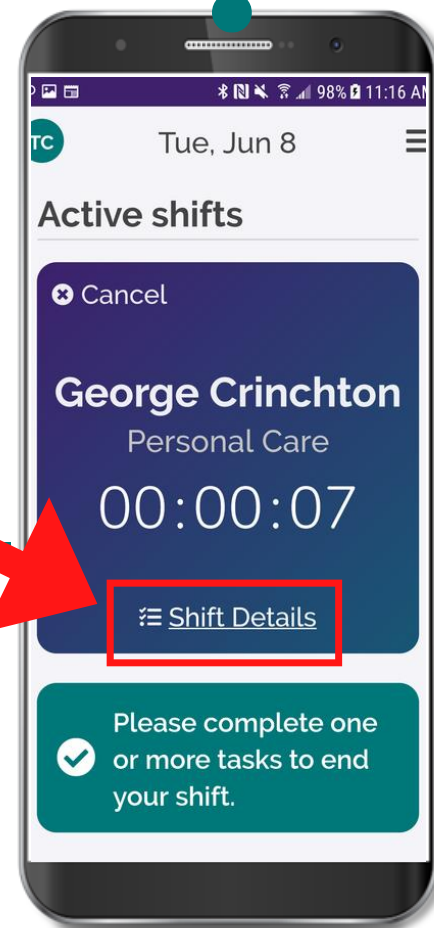 98% 11:16 AM
TC
Tue, Jun 8
Active shifts
Cancel
George Crinchton
Personal Care
00:00:07
Shift Details
Please complete one
or more tasks to end
your shift.